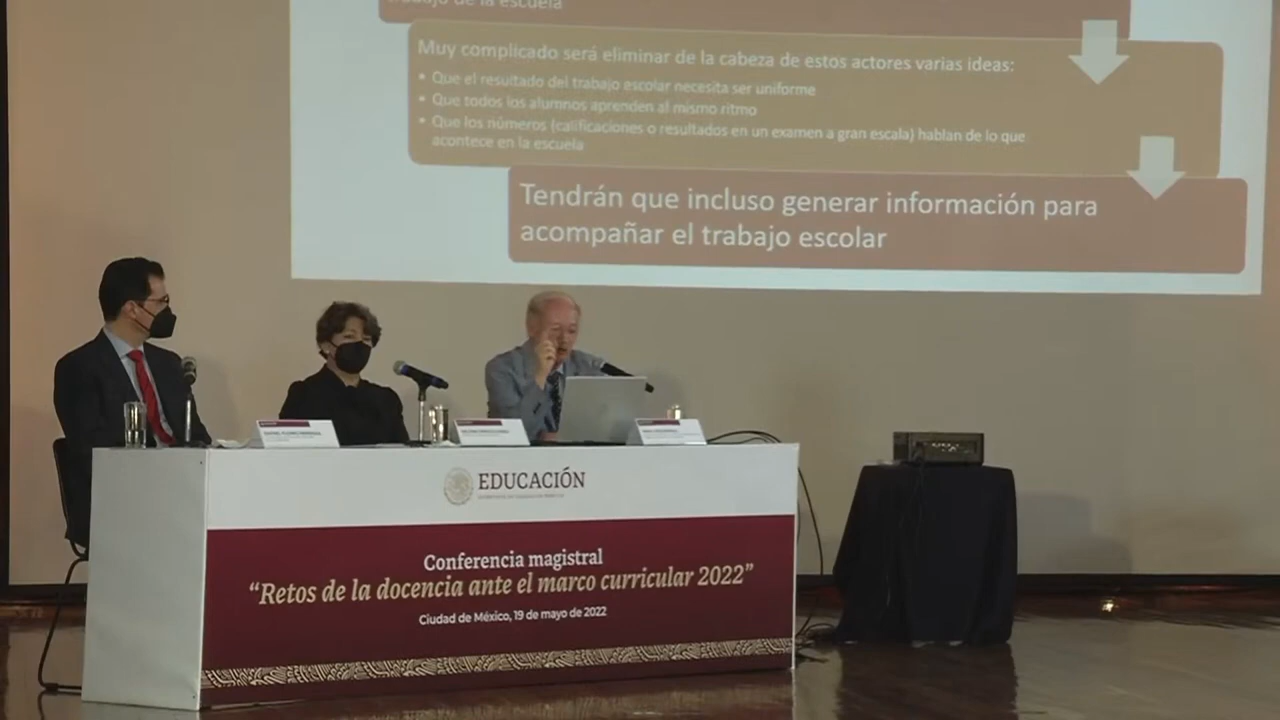 trabajo de la escuela
Muy complicado será eliminar de la cabeza de estos actores varias ideas:
• Que el resultado del trabajo escolar necesita ser uniforme
• Que todos los alumnos aprenden al mismo ritmo
• Que los números (calificaciones o resultados en un examen a gran escala) hablan de lo que
acontece en la escuela
Tendrán que incluso generar información para
acompañar el trabajo escolar
EDUCACIÓN
Conferencia magistral
“Retos de la docencia ante el marco curricular 2022”
Ciudad de México, 19 de mayo de 2022